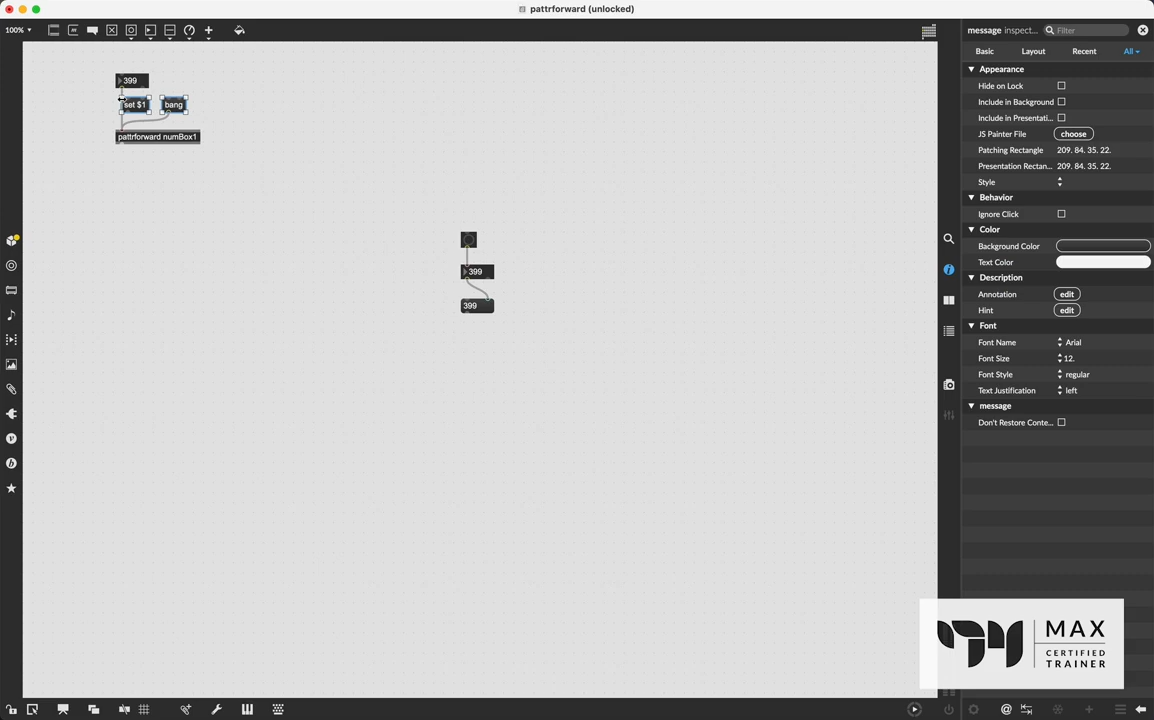 pattrforward (unlocked)
100%
message inspect...
Filter
Basic
Layout
Recent
All
399
set $1
bang
pattrforward numBox1
399
399
Appearance
Hide on Lock
Include in Background
Include in Presentati...
JS Painter File
choose
Patching Rectangle
209. 84. 35. 22.
Presentation Rectan...
209. 84. 35. 22.
Style
Behavior
Ignore Click
Color
Background Color
Text Color
Description
Annotation
edit
Hint
edit
Font
Font Name
Arial
Font Size
12.
Font Style
regular
Text Justification
left
message
Don't Restore Conte...
MAX
CERTIFIED
TRAINER